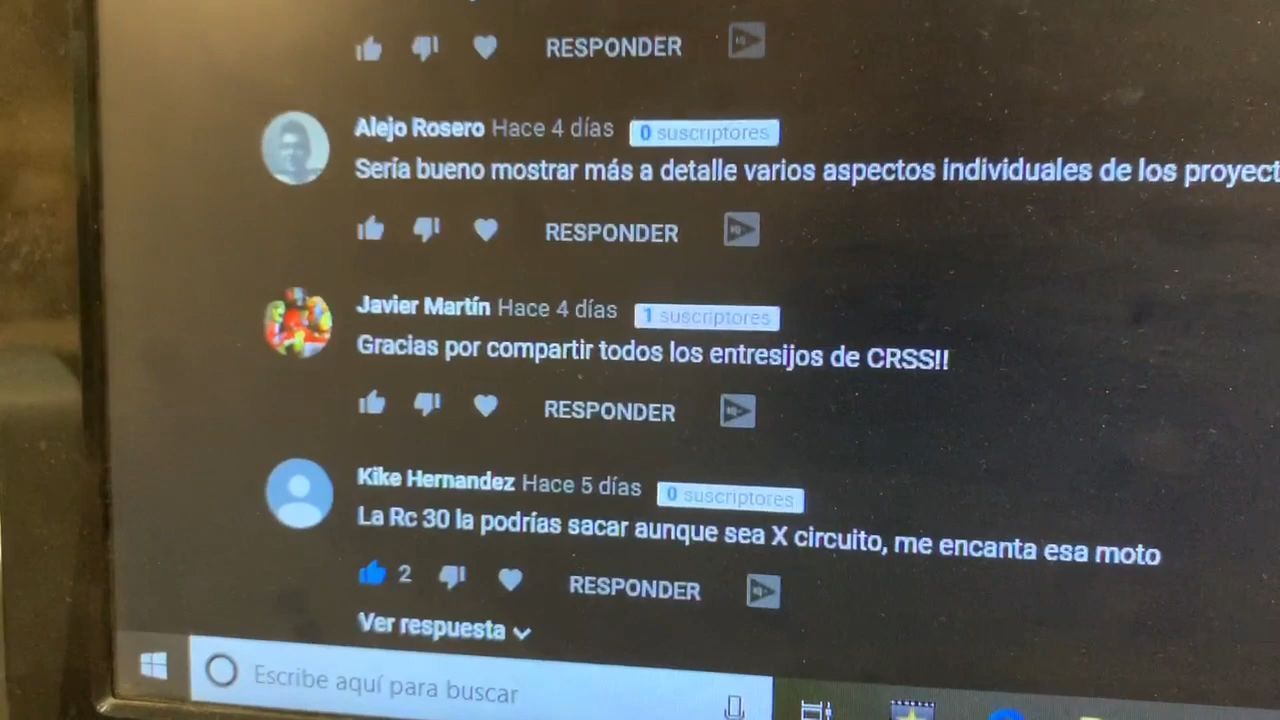 RESPONDER
Alejo Rosero Hace 4 días 0 suscriptores
Sería bueno mostrar más a detalle varios aspectos individuales de los proyect
RESPONDER
Javier Martín Hace 4 días 1 suscriptores
Gracias por compartir todos los entresijos de CRSS!!
RESPONDER
Kike Hernandez Hace 5 días 0 suscriptores
La Rc 30 la podrías sacar aunque sea X circuito, me encanta esa moto
2 RESPONDER
Ver respuesta
Escribe aquí para buscar